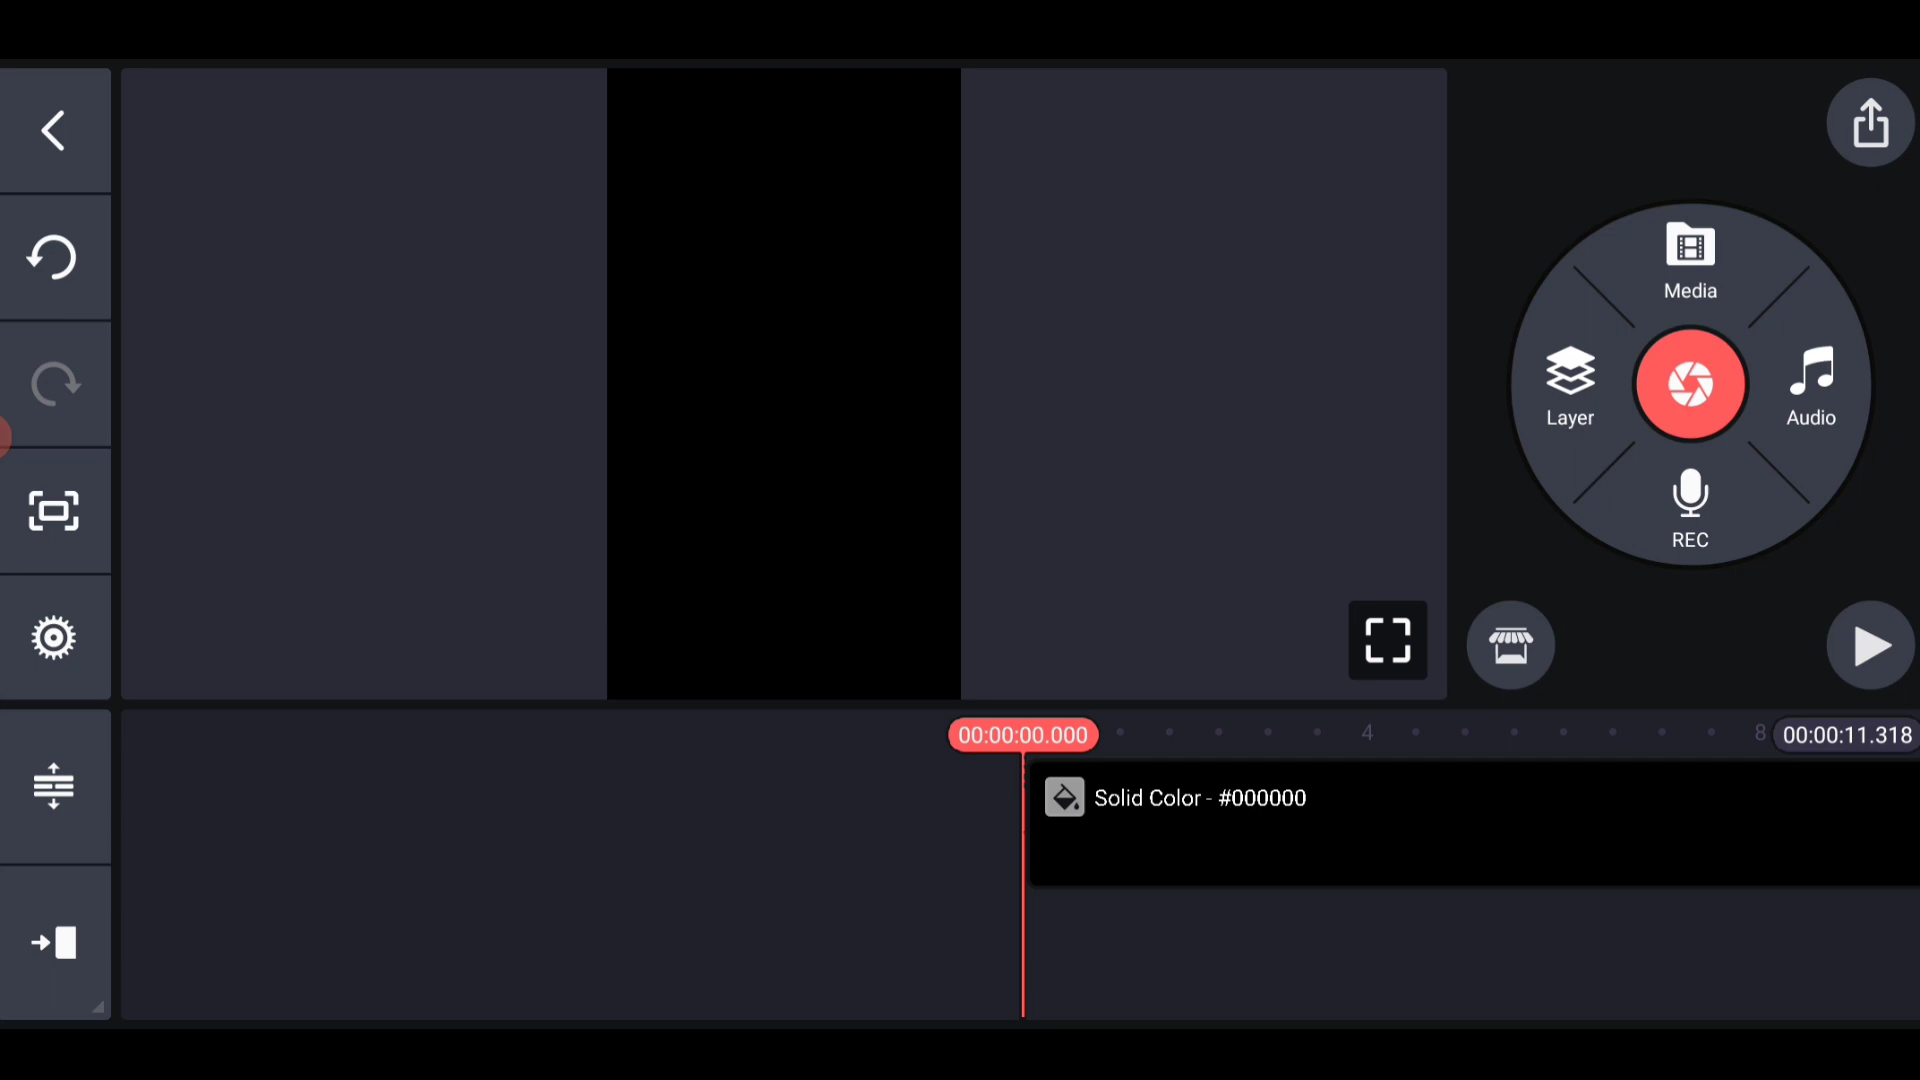 Media
Layer
Audio
REC
00:00:00.000
4
8
00:00:11.318
Solid Color - #000000